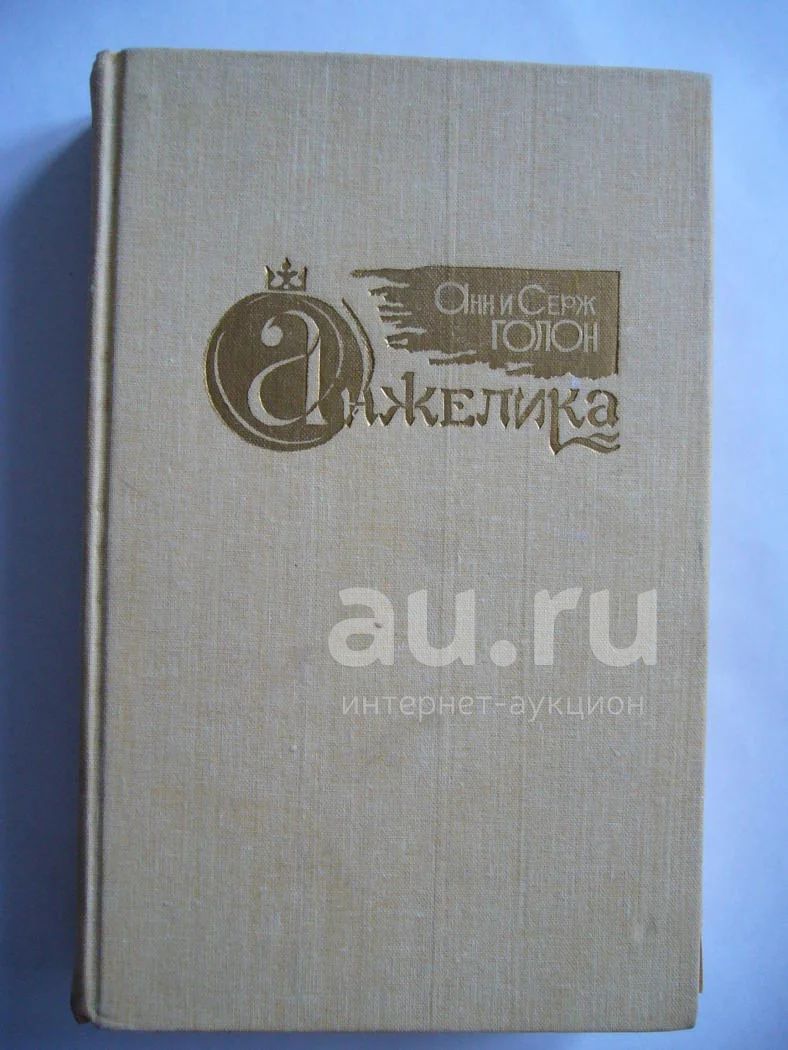 Анн и Серж
ГОЛОН
Анжелика
au.ru
интернет-аукцион